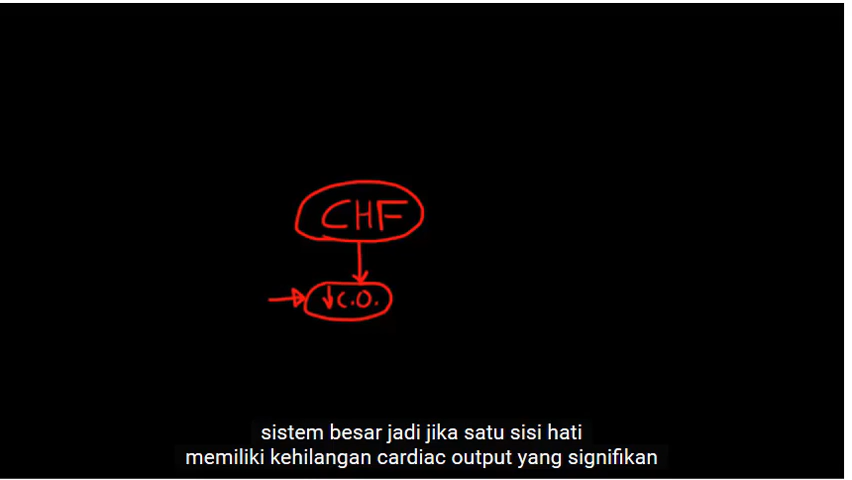 CHF
↓C.O.
sistem besar jadi jika satu sisi hati
memiliki kehilangan cardiac output yang signifikan